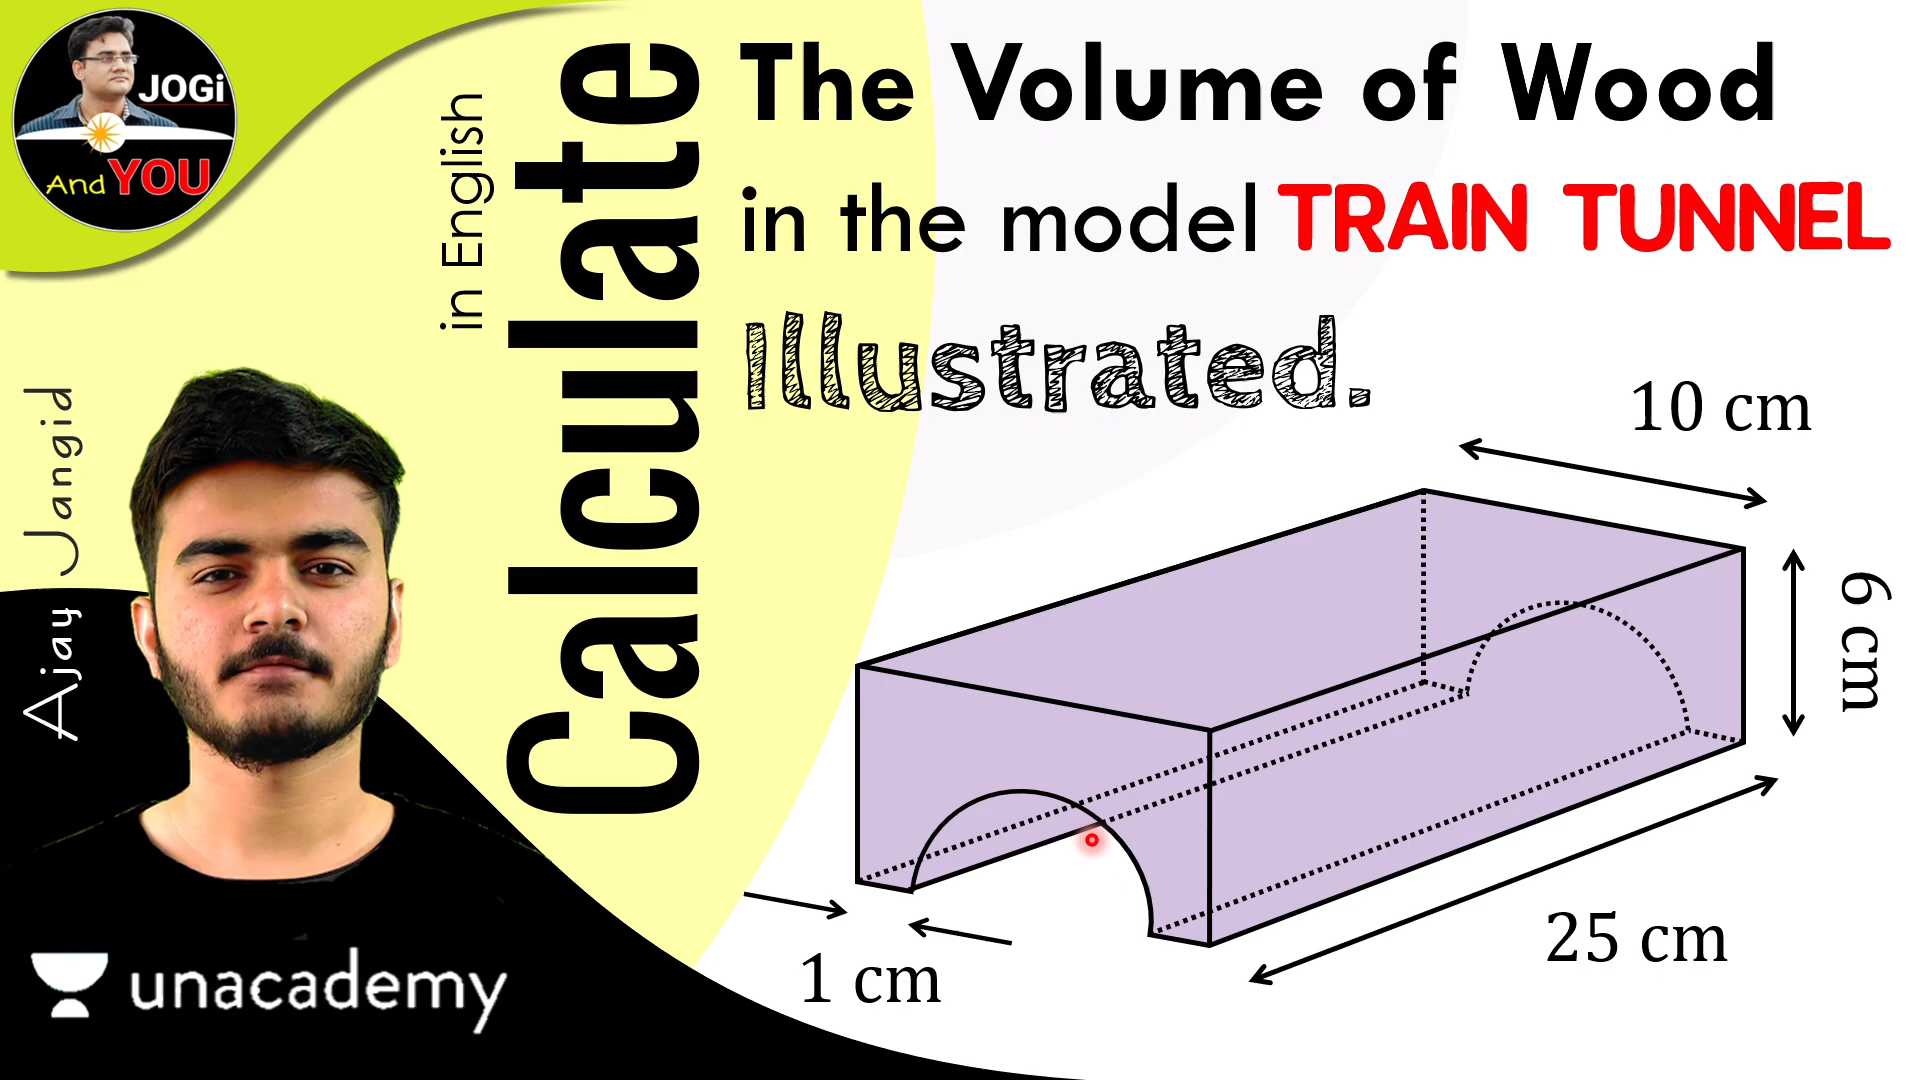 JOGi
And YOU
in English
Calculate
The Volume of Wood
in the model TRAIN TUNNEL
Illustrated.
Ajay Jangid
unacademy
10 cm
6 cm
25 cm
1 cm